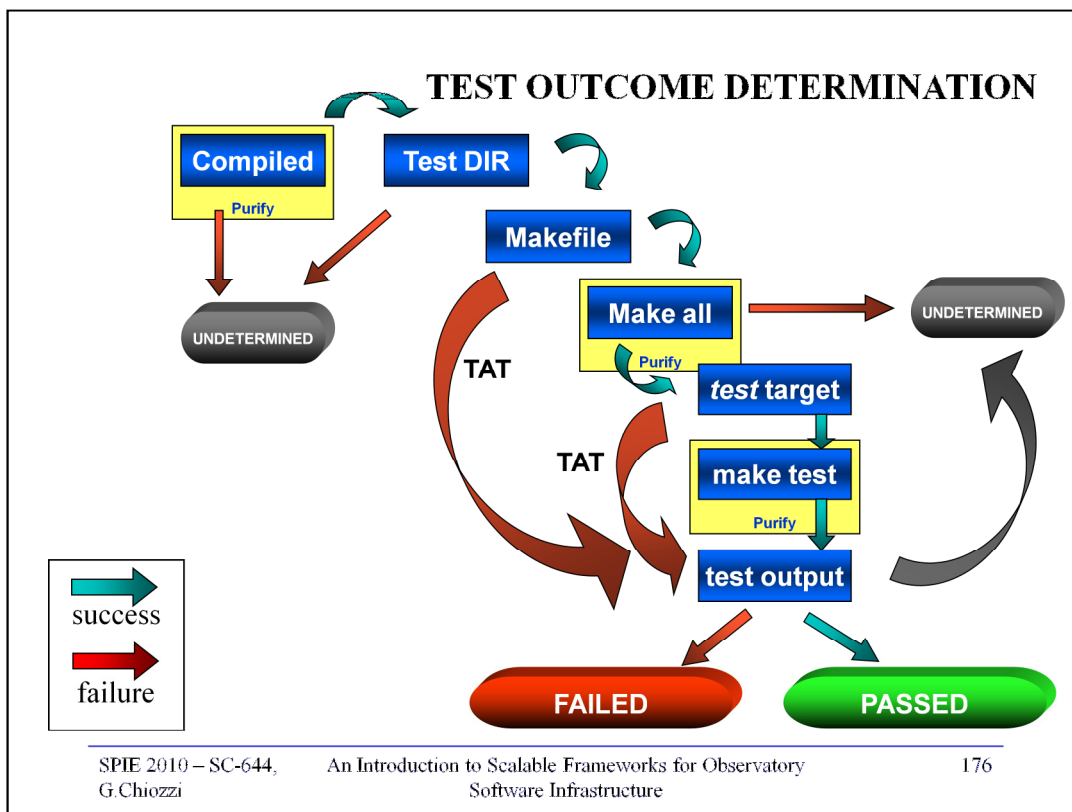 TEST OUTCOME DETERMINATION
Compiled
Purify
Test DIR
Makefile
Make all
Purify
UNDETERMINED
UNDETERMINED
TAT
test target
TAT
make test
Purify
test output
success
failure
FAILED
PASSED
SPIE 2010 – SC-644,
G.Chiozzi
An Introduction to Scalable Frameworks for Observatory
Software Infrastructure
176